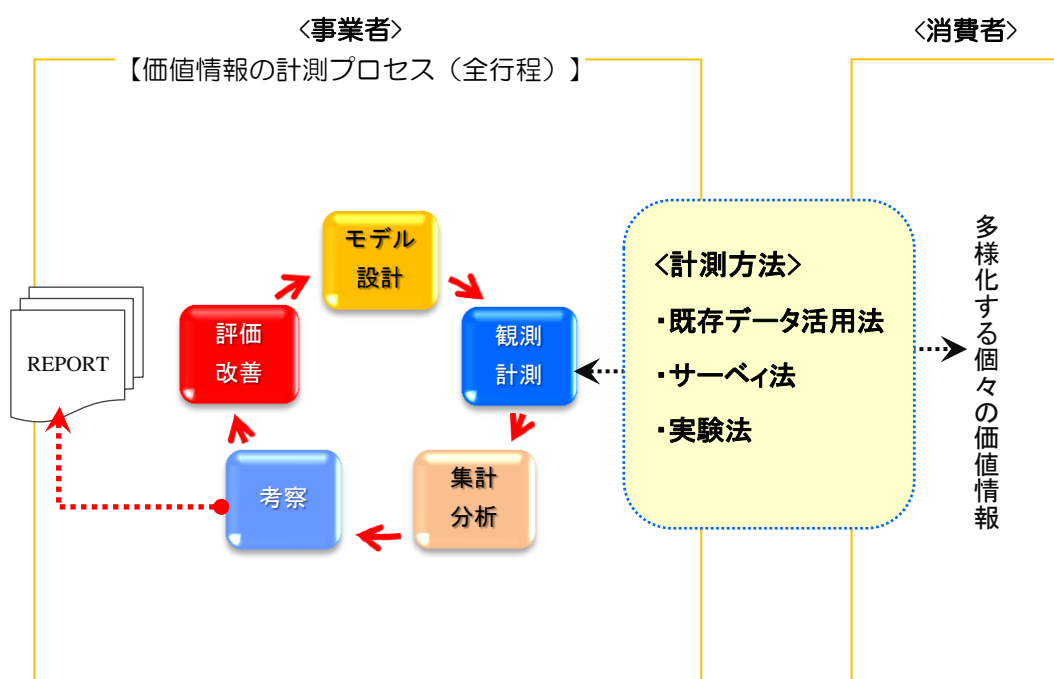 <事業者>
<消費者>
【価値情報の計測プロセス（全行程）】
モデル
設計
評価
改善
観測
計測
REPORT
考察
集計
分析
<計測方法>
・既存データ活用法
・サーベィ法
・実験法
多様化する個々の価値情報